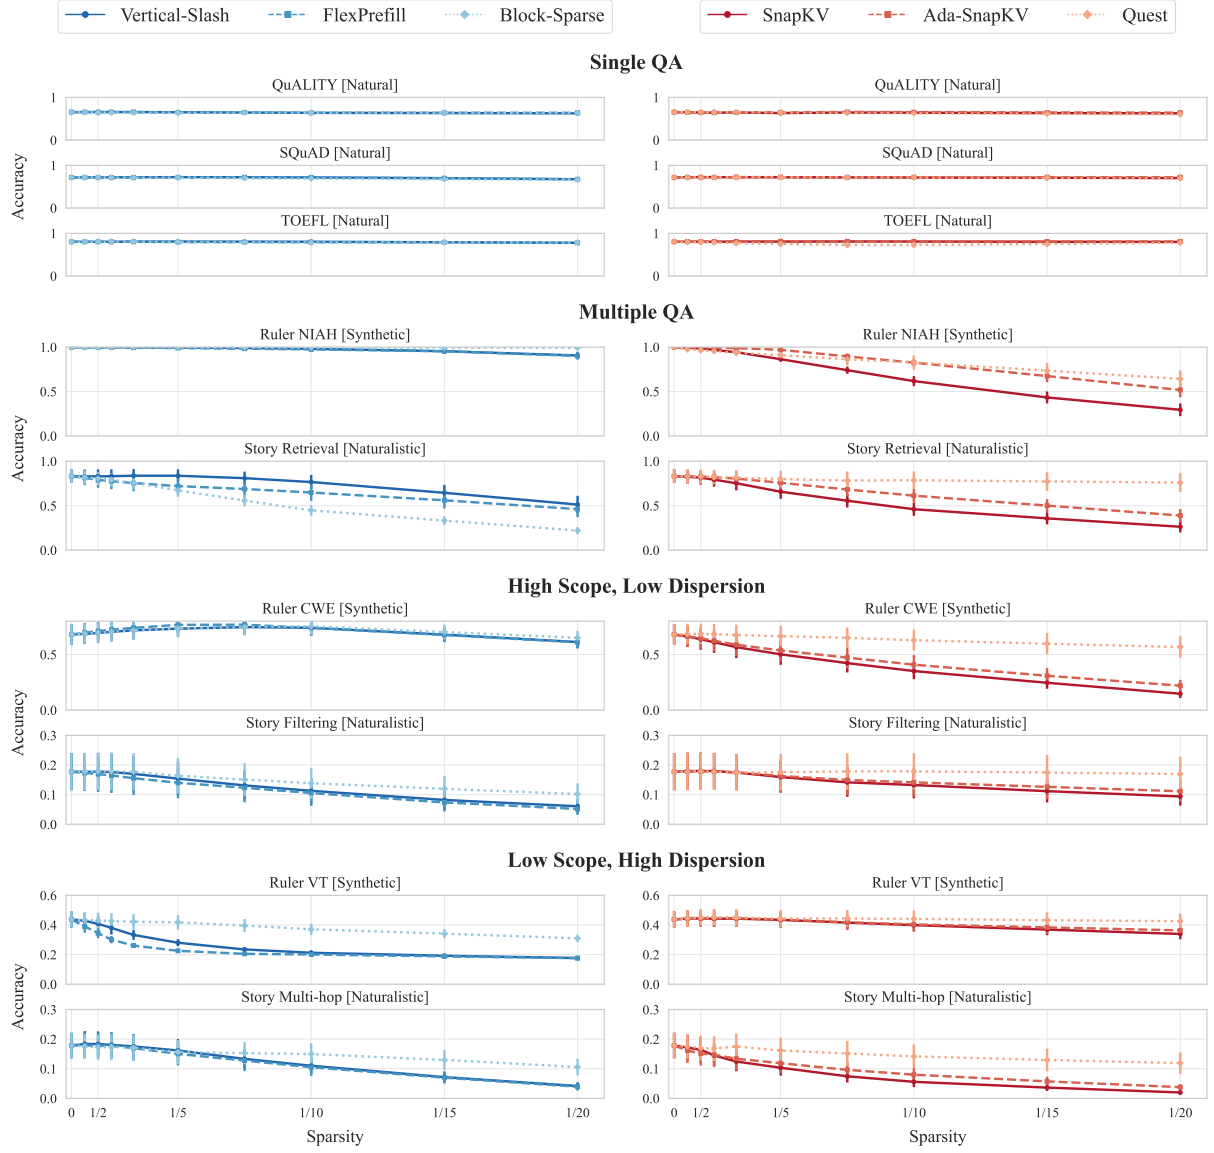 Vertical-Slash FlexPrefill Block-Sparse SnapKV Ada-SnapKV Quest
Single QA
QuALITY [Natural] QuALITY [Natural]
1 1
0 0
SQuAD [Natural] SQuAD [Natural]
1 1
0 0
Accuracy
TOEFL [Natural] TOEFL [Natural]
1 1
0 0
Multiple QA
Ruler NIAH [Synthetic] Ruler NIAH [Synthetic]
1.0 1.0
0.5 0.5
0.0 0.0
Accuracy
Story Retrieval [Naturalistic] Story Retrieval [Naturalistic]
1.0 1.0
0.5 0.5
0.0 0.0
High Scope, Low Dispersion
Ruler CWE [Synthetic] Ruler CWE [Synthetic]
0.5 0.5
0.0 0.0
Accuracy
Story Filtering [Naturalistic] Story Filtering [Naturalistic]
0.3 0.3
0.2 0.2
0.1 0.1
0.0 0.0
Low Scope, High Dispersion
Ruler VT [Synthetic] Ruler VT [Synthetic]
0.6 0.6
0.4 0.4
0.2 0.2
0.0 0.0
Accuracy
Story Multi-hop [Naturalistic] Story Multi-hop [Naturalistic]
0.3 0.3
0.2 0.2
0.1 0.1
0.0 0.0
0 1/2 1/5 1/10 1/15 1/20 0 1/2 1/5 1/10 1/15 1/20
Sparsity Sparsity